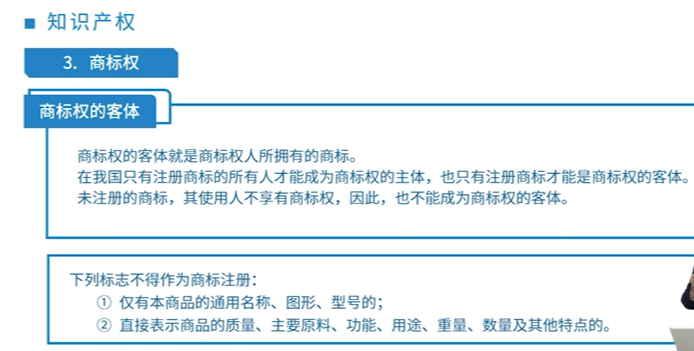 ■ 知识产权
3. 商标权
商标权的客体
商标权的客体就是商标权人所拥有的商标。
在我国只有注册商标的所有人才能成为商标权的主体，也只有注册商标才能是商标权的客体。
未注册的商标，其使用人不享有商标权，因此，也不能成为商标权的客体。
下列标志不得作为商标注册：
① 仅有本商品的通用名称、图形、型号的；
② 直接表示商品的质量、主要原料、功能、用途、重量、数量及其他特点的。